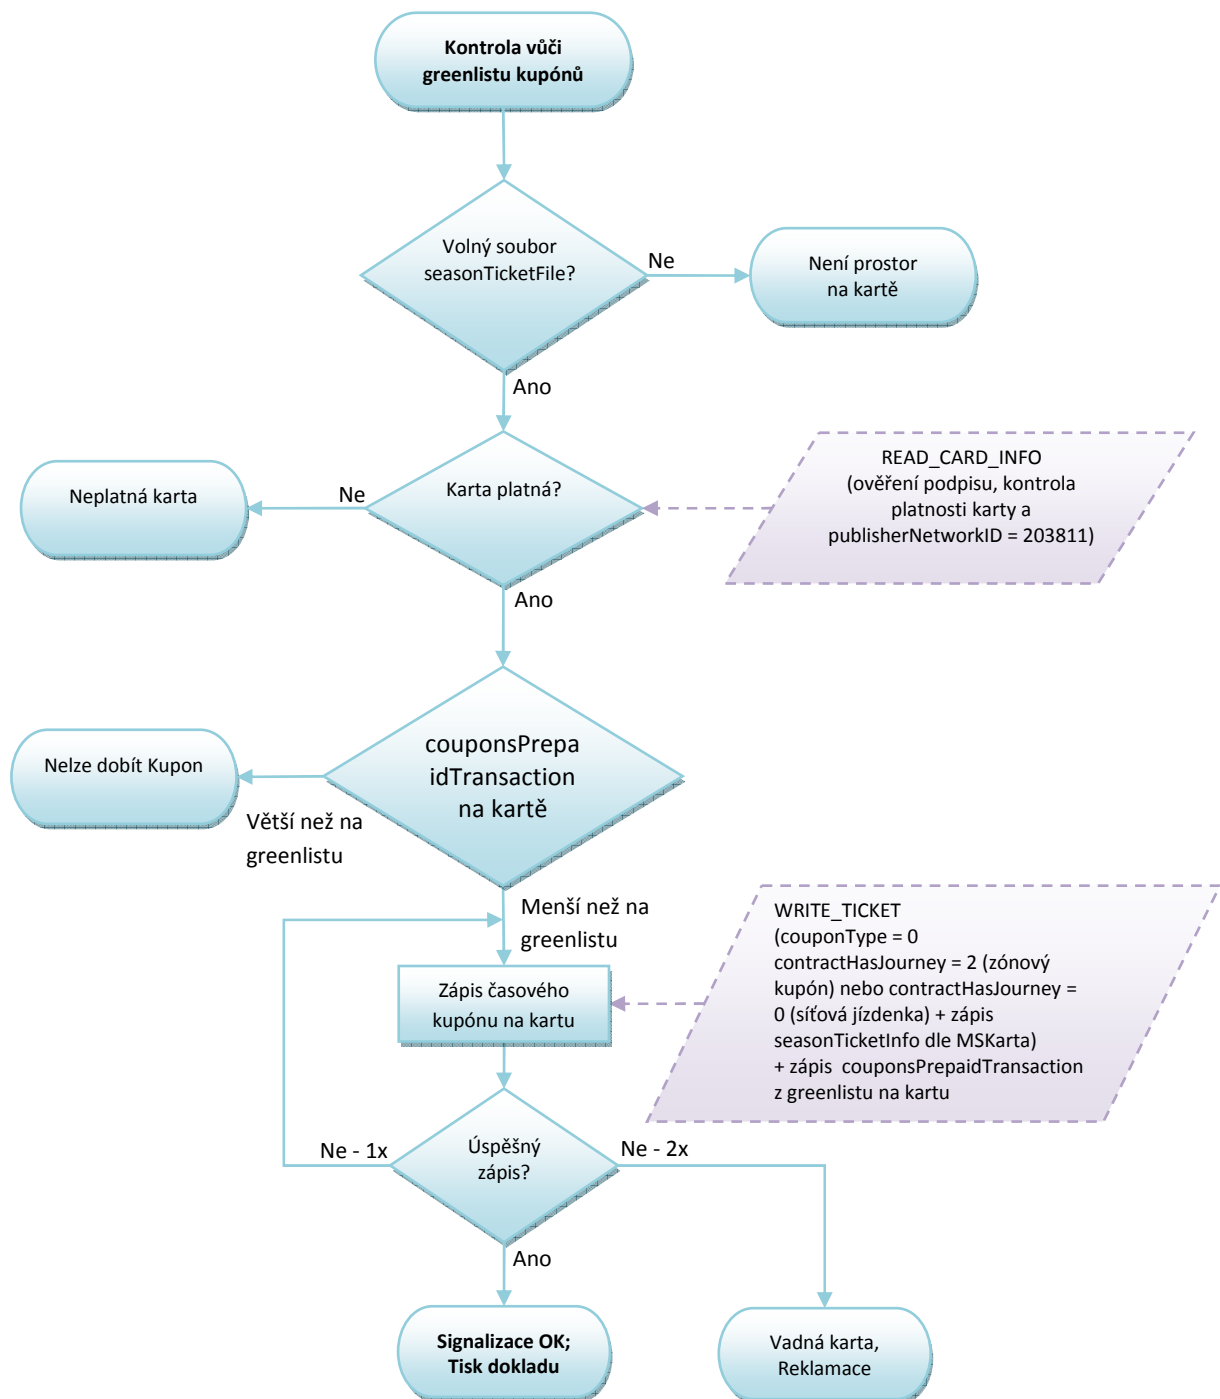 Kontrola vůči
greenlistu kupónů
Volný soubor
seasonTicketFile?
Ne
Není prostor
na kartě
Ano
READ_CARD_INFO
(ověření podpisu, kontrola
platnosti karty a
publisherNetworkID = 203811)
Karta platná?
Ne
Neplatná karta
Ano
couponsPrepa
idTransaction
na kartě
Nelze dobít Kupon
Větší než na
greenlistu
Menší než na
greenlistu
WRITE_TICKET
(couponType = 0
contractHasJourney = 2 (zónový
kupón) nebo contractHasJourney =
0 (síťová jízdenka) + zápis
seasonTicketInfo dle MSKarta)
+ zápis  couponsPrepaidTransaction
z greenlistu na kartu
Zápis časového
kupónu na kartu
Ne - 1x
Úspěšný
zápis?
Ne - 2x
Ano
Signalizace OK;
Tisk dokladu
Vadná karta,
Reklamace